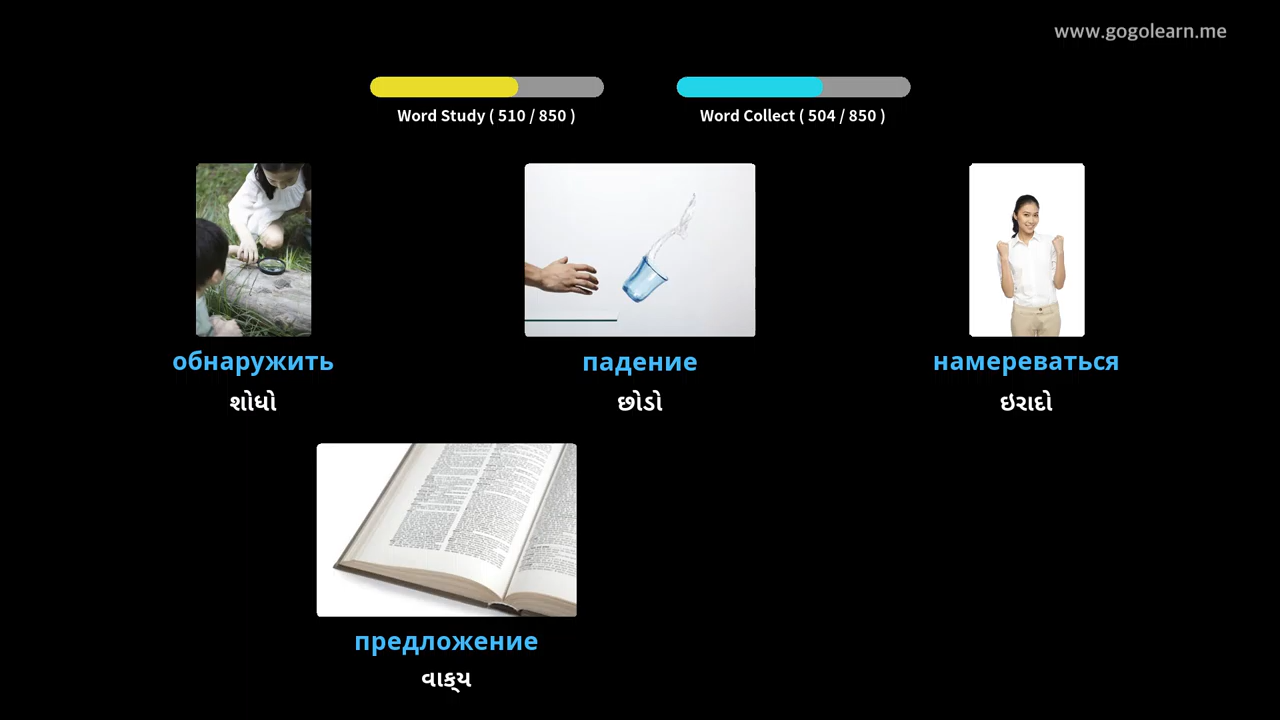 www.gogolearn.me
Word Study ( 510 / 850 )
Word Collect ( 504 / 850 )
обнаружить
શોધો
падение
છોડો
намереваться
ઇરાદો
предложение
વાક્ય